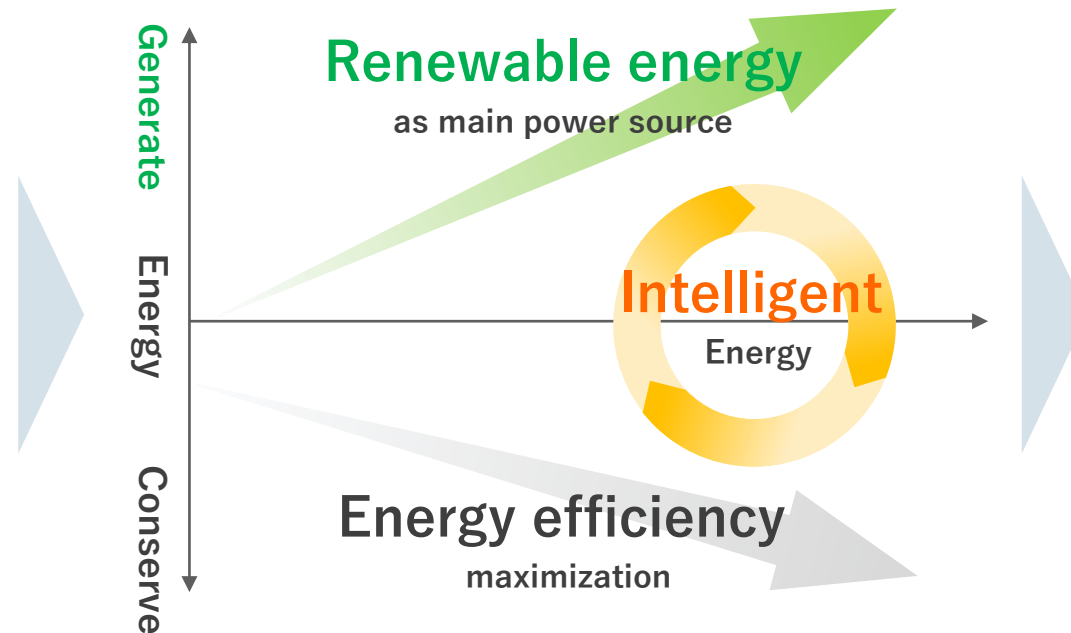 Generate
Energy
Conserve
Renewable energy
as main power source
Intelligent
Energy
Energy efficiency
maximization